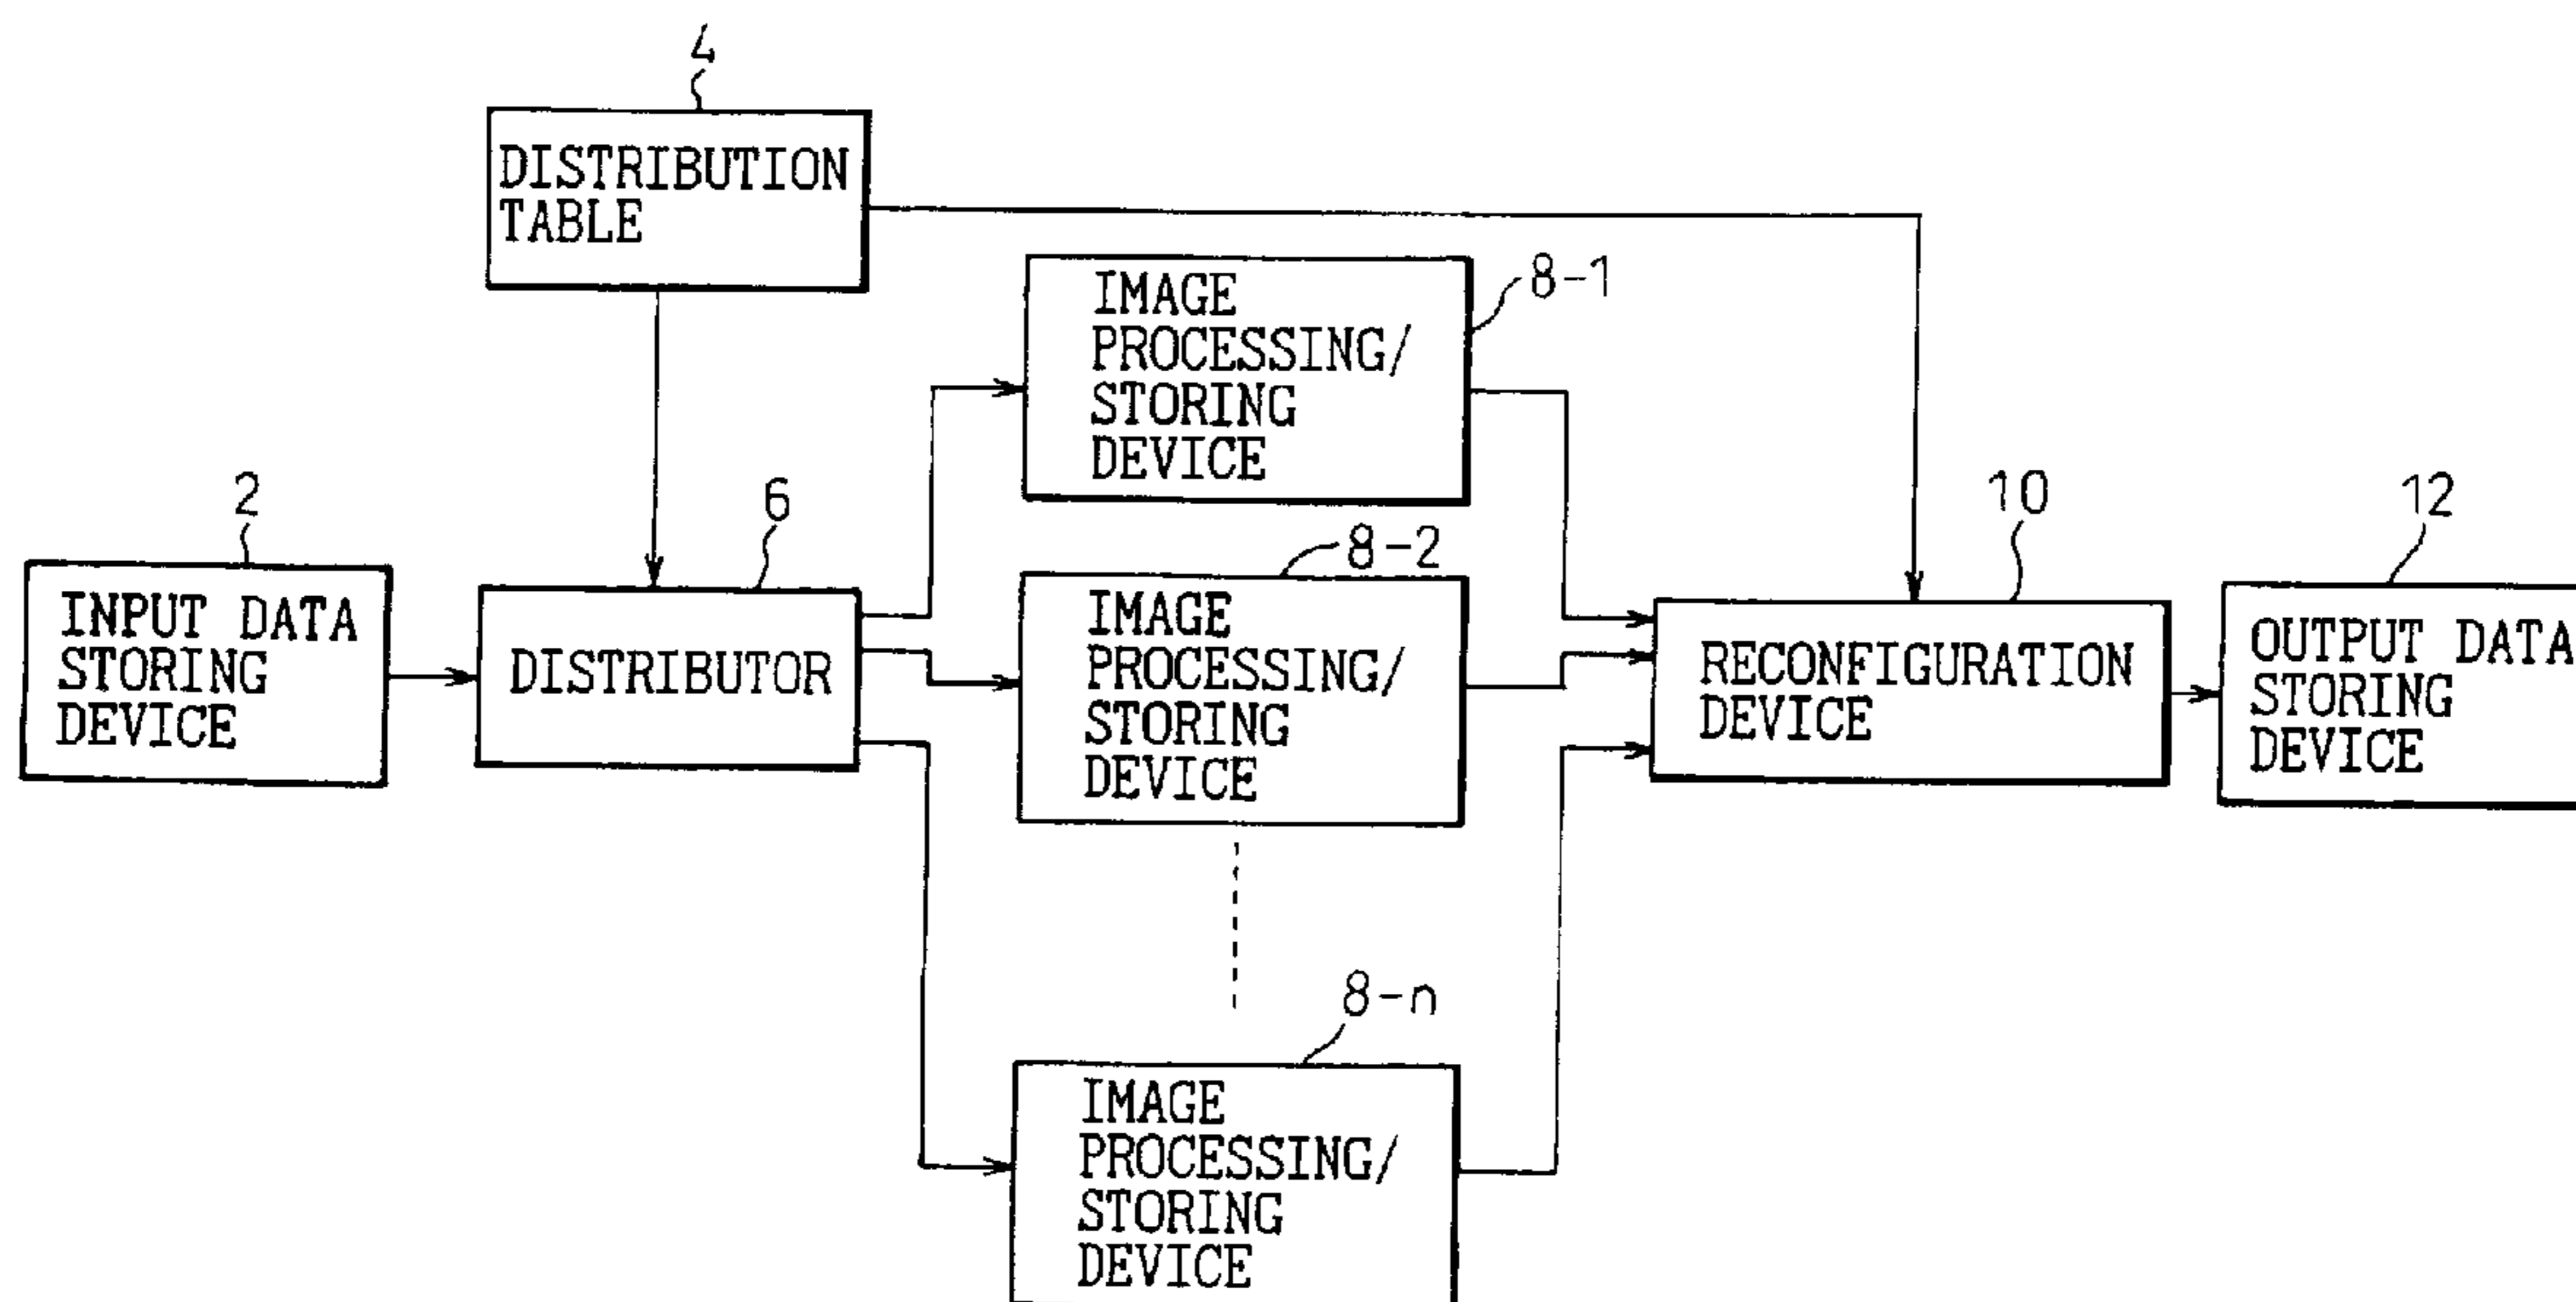 4
DISTRIBUTION
TABLE
IMAGE
PROCESSING/
STORING
DEVICE
8-1
2
INPUT DATA
STORING
DEVICE
6
DISTRIBUTOR
8-2
IMAGE
PROCESSING/
STORING
DEVICE
10
RECONFIGURATION
DEVICE
12
OUTPUT DATA
STORING
DEVICE
8-n
IMAGE
PROCESSING/
STORING
DEVICE